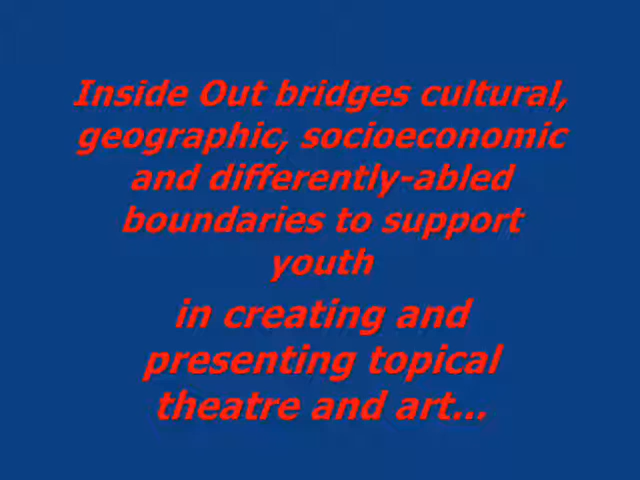 Inside Out bridges cultural,
geographic, socioeconomic
and differently-abled
boundaries to support
youth
in creating and
presenting topical
theatre and art...